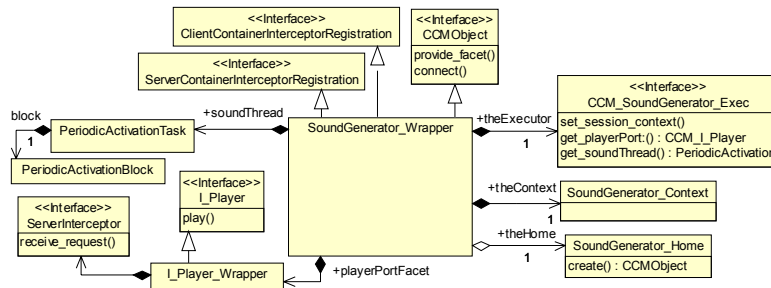 <<Interface>>
ClientContainerInterceptorRegistration
<<Interface>>
CCMObject
provide_facet()
connect()
<<Interface>>
ServerContainerInterceptorRegistration
<<Interface>>
CCM_SoundGenerator_Exec
set_session_context()
get_playerPort:() : CCM_I_Player
get_soundThread() : PeriodicActivation
block
1
PeriodicActivationTask
+soundThread
SoundGenerator_Wrapper
+theExecutor
1
PeriodicActivationBlock
<<Interface>>
I_Player
play()
+theContext
1
SoundGenerator_Context
<<Interface>>
ServerInterceptor
receive_request()
+theHome
1
SoundGenerator_Home
create() : CCMObject
I_Player_Wrapper
+playerPortFacet